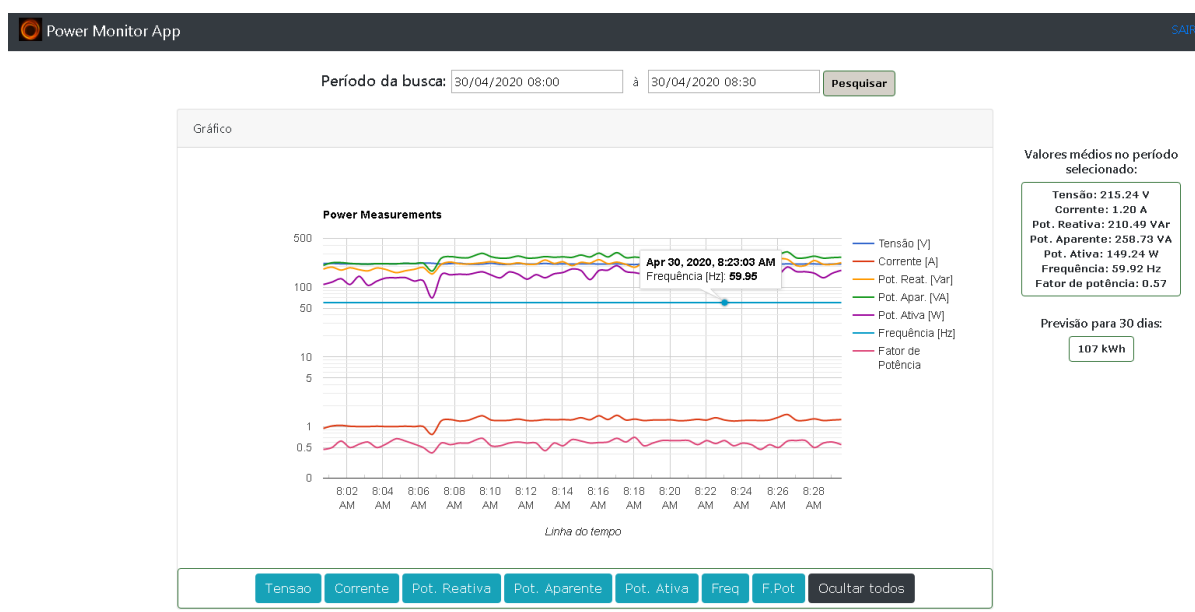 Power Monitor App
SAIR
Período da busca: 30/04/2020 08:00 à 30/04/2020 08:30 Pesquisar
Gráfico
Power Measurements
500
100
50
10
5
1
0.5
0
Apr 30, 2020, 8:23:03 AM
Frequência [Hz]: 59.95
Tensão [V]
Corrente [A]
Pot. Reat. [Var]
Pot. Apar. [VA]
Pot. Ativa [W]
Frequência [Hz]
Fator de
Potência
8:02 8:04 8:06 8:08 8:10 8:12 8:14 8:16 8:18 8:20 8:22 8:24 8:26 8:28
AM AM AM AM AM AM AM AM AM AM AM AM AM AM
Linha do tempo
Valores médios no período
selecionado:
Tensão: 215.24 V
Corrente: 1.20 A
Pot. Reativa: 210.49 VAr
Pot. Aparente: 258.73 VA
Pot. Ativa: 149.24 W
Frequência: 59.92 Hz
Fator de potência: 0.57
Previsão para 30 dias:
107 kWh
Tensao Corrente Pot. Reativa Pot. Aparente Pot. Ativa Freq F.Pot Ocultar todos